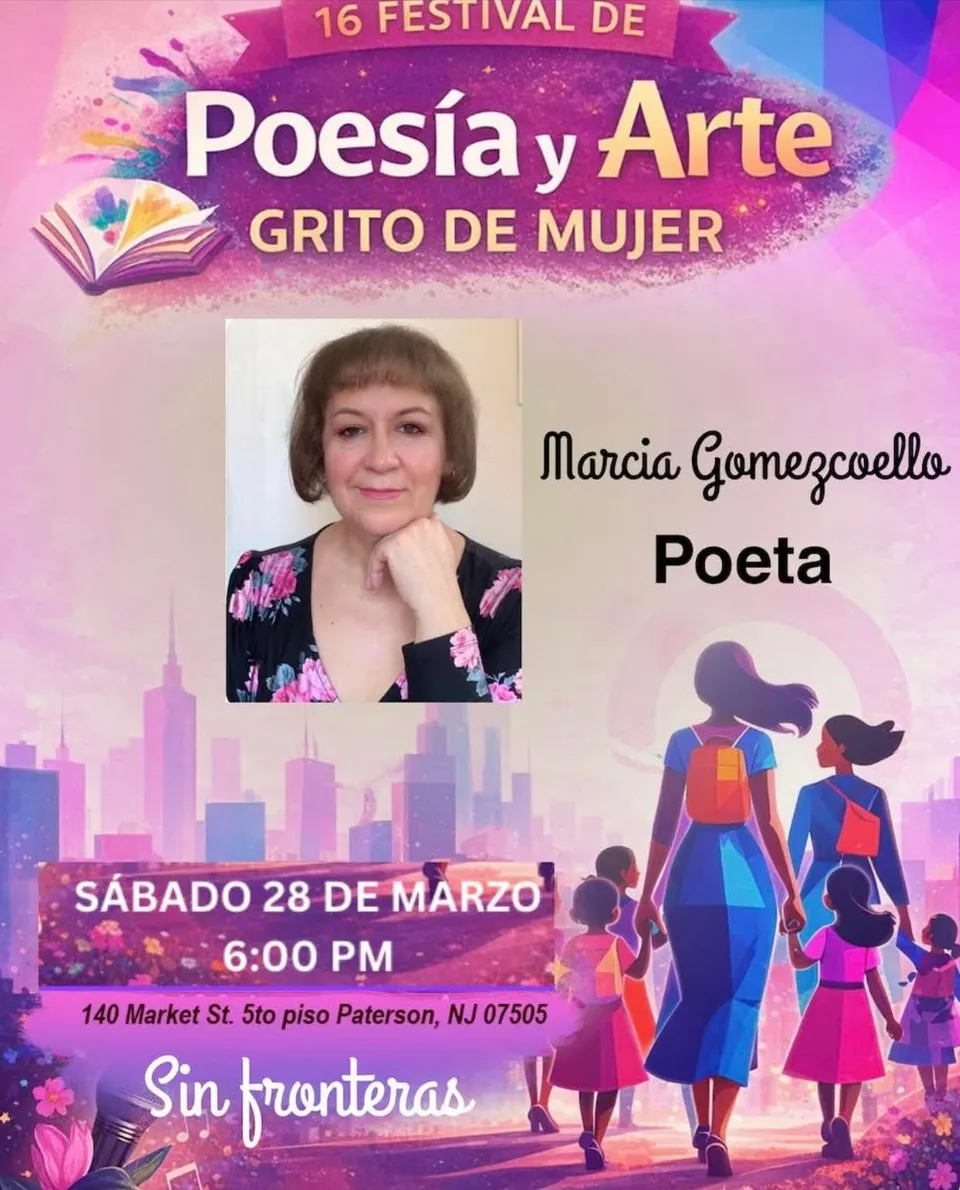 16 FESTIVAL DE
Poesía y Arte
GRITO DE MUJER
Marcia Gomezcoello
Poeta
SÁBADO 28 DE MARZO
6:00 PM
140 Market St. 5to piso Paterson, NJ 07505
Sin fronteras